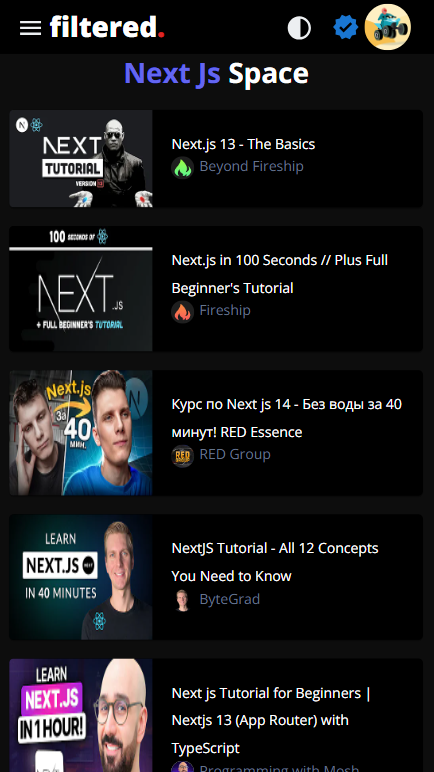 filtered.
Next Js Space
NEXT
TUTORIAL
VERSION 13
Next.js 13 - The Basics
Beyond Fireship
100 SECONDS OF
NEXT.JS
+ FULL BEGINNER'S TUTORIAL
Next.js in 100 Seconds // Plus Full
Beginner's Tutorial
Fireship
Next.js
За
40
МИН.
Курс по Next js 14 - Без воды за 40
минут! RED Essence
RED GROUP
RED Group
LEARN
NEXT.JS
IN 40 MINUTES
NextJS Tutorial - All 12 Concepts
You Need to Know
ByteGrad
LEARN
NEXT.JS
IN 1 HOUR!
Next js Tutorial for Beginners |
Nextjs 13 (App Router) with
TypeScript
Programming with Mosh